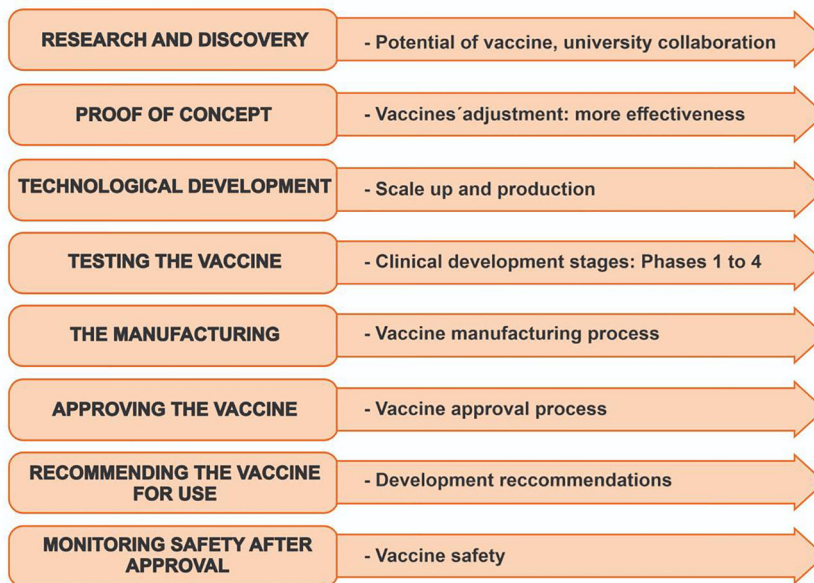 RESEARCH AND DISCOVERY
- Potential of vaccine, university collaboration
PROOF OF CONCEPT
- Vaccines´adjustment: more effectiveness
TECHNOLOGICAL DEVELOPMENT
- Scale up and production
TESTING THE VACCINE
- Clinical development stages: Phases 1 to 4
THE MANUFACTURING
- Vaccine manufacturing process
APPROVING THE VACCINE
- Vaccine approval process
RECOMMENDING THE VACCINE
FOR USE
- Development reccommendations
MONITORING SAFETY AFTER
APPROVAL
- Vaccine safety